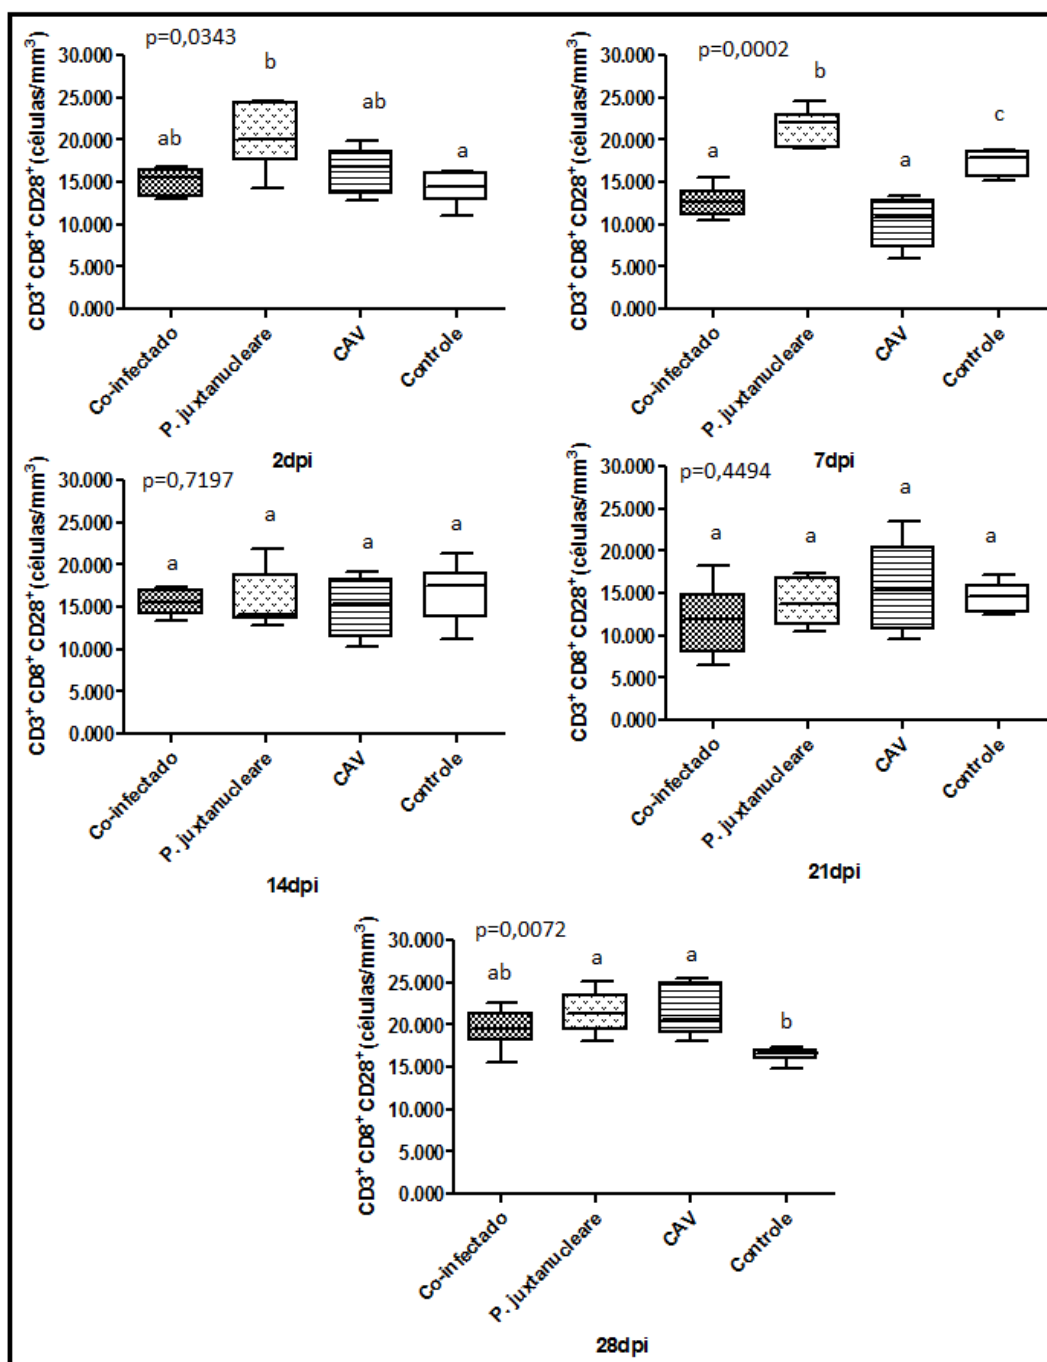 p=0,0343
CD3+ CD8+ CD28+ (células/mm3)
30.000
25.000
20.000
15.000
10.000
5.000
0.000
ab
b
ab
a
Co-infectado
P. juxtanucleare
CAV
Controle
2dpi
p=0,0002
CD3+ CD8+ CD28+ (células/mm3)
30.000
25.000
20.000
15.000
10.000
5.000
0.000
a
b
a
c
Co-infectado
P. juxtanucleare
CAV
Controle
7dpi
p=0,7197
CD3+ CD8+ CD28+ (células/mm3)
30.000
25.000
20.000
15.000
10.000
5.000
0.000
a
a
a
a
Co-infectado
P. juxtanucleare
CAV
Controle
14dpi
p=0,4494
CD3+ CD8+ CD28+ (células/mm3)
30.000
25.000
20.000
15.000
10.000
5.000
0.000
a
a
a
a
Co-infectado
P. juxtanucleare
CAV
Controle
21dpi
p=0,0072
CD3+ CD8+ CD28+ (células/mm3)
30.000
25.000
20.000
15.000
10.000
5.000
0.000
ab
a
a
b
Co-infectado
P. juxtanucleare
CAV
Controle
28dpi